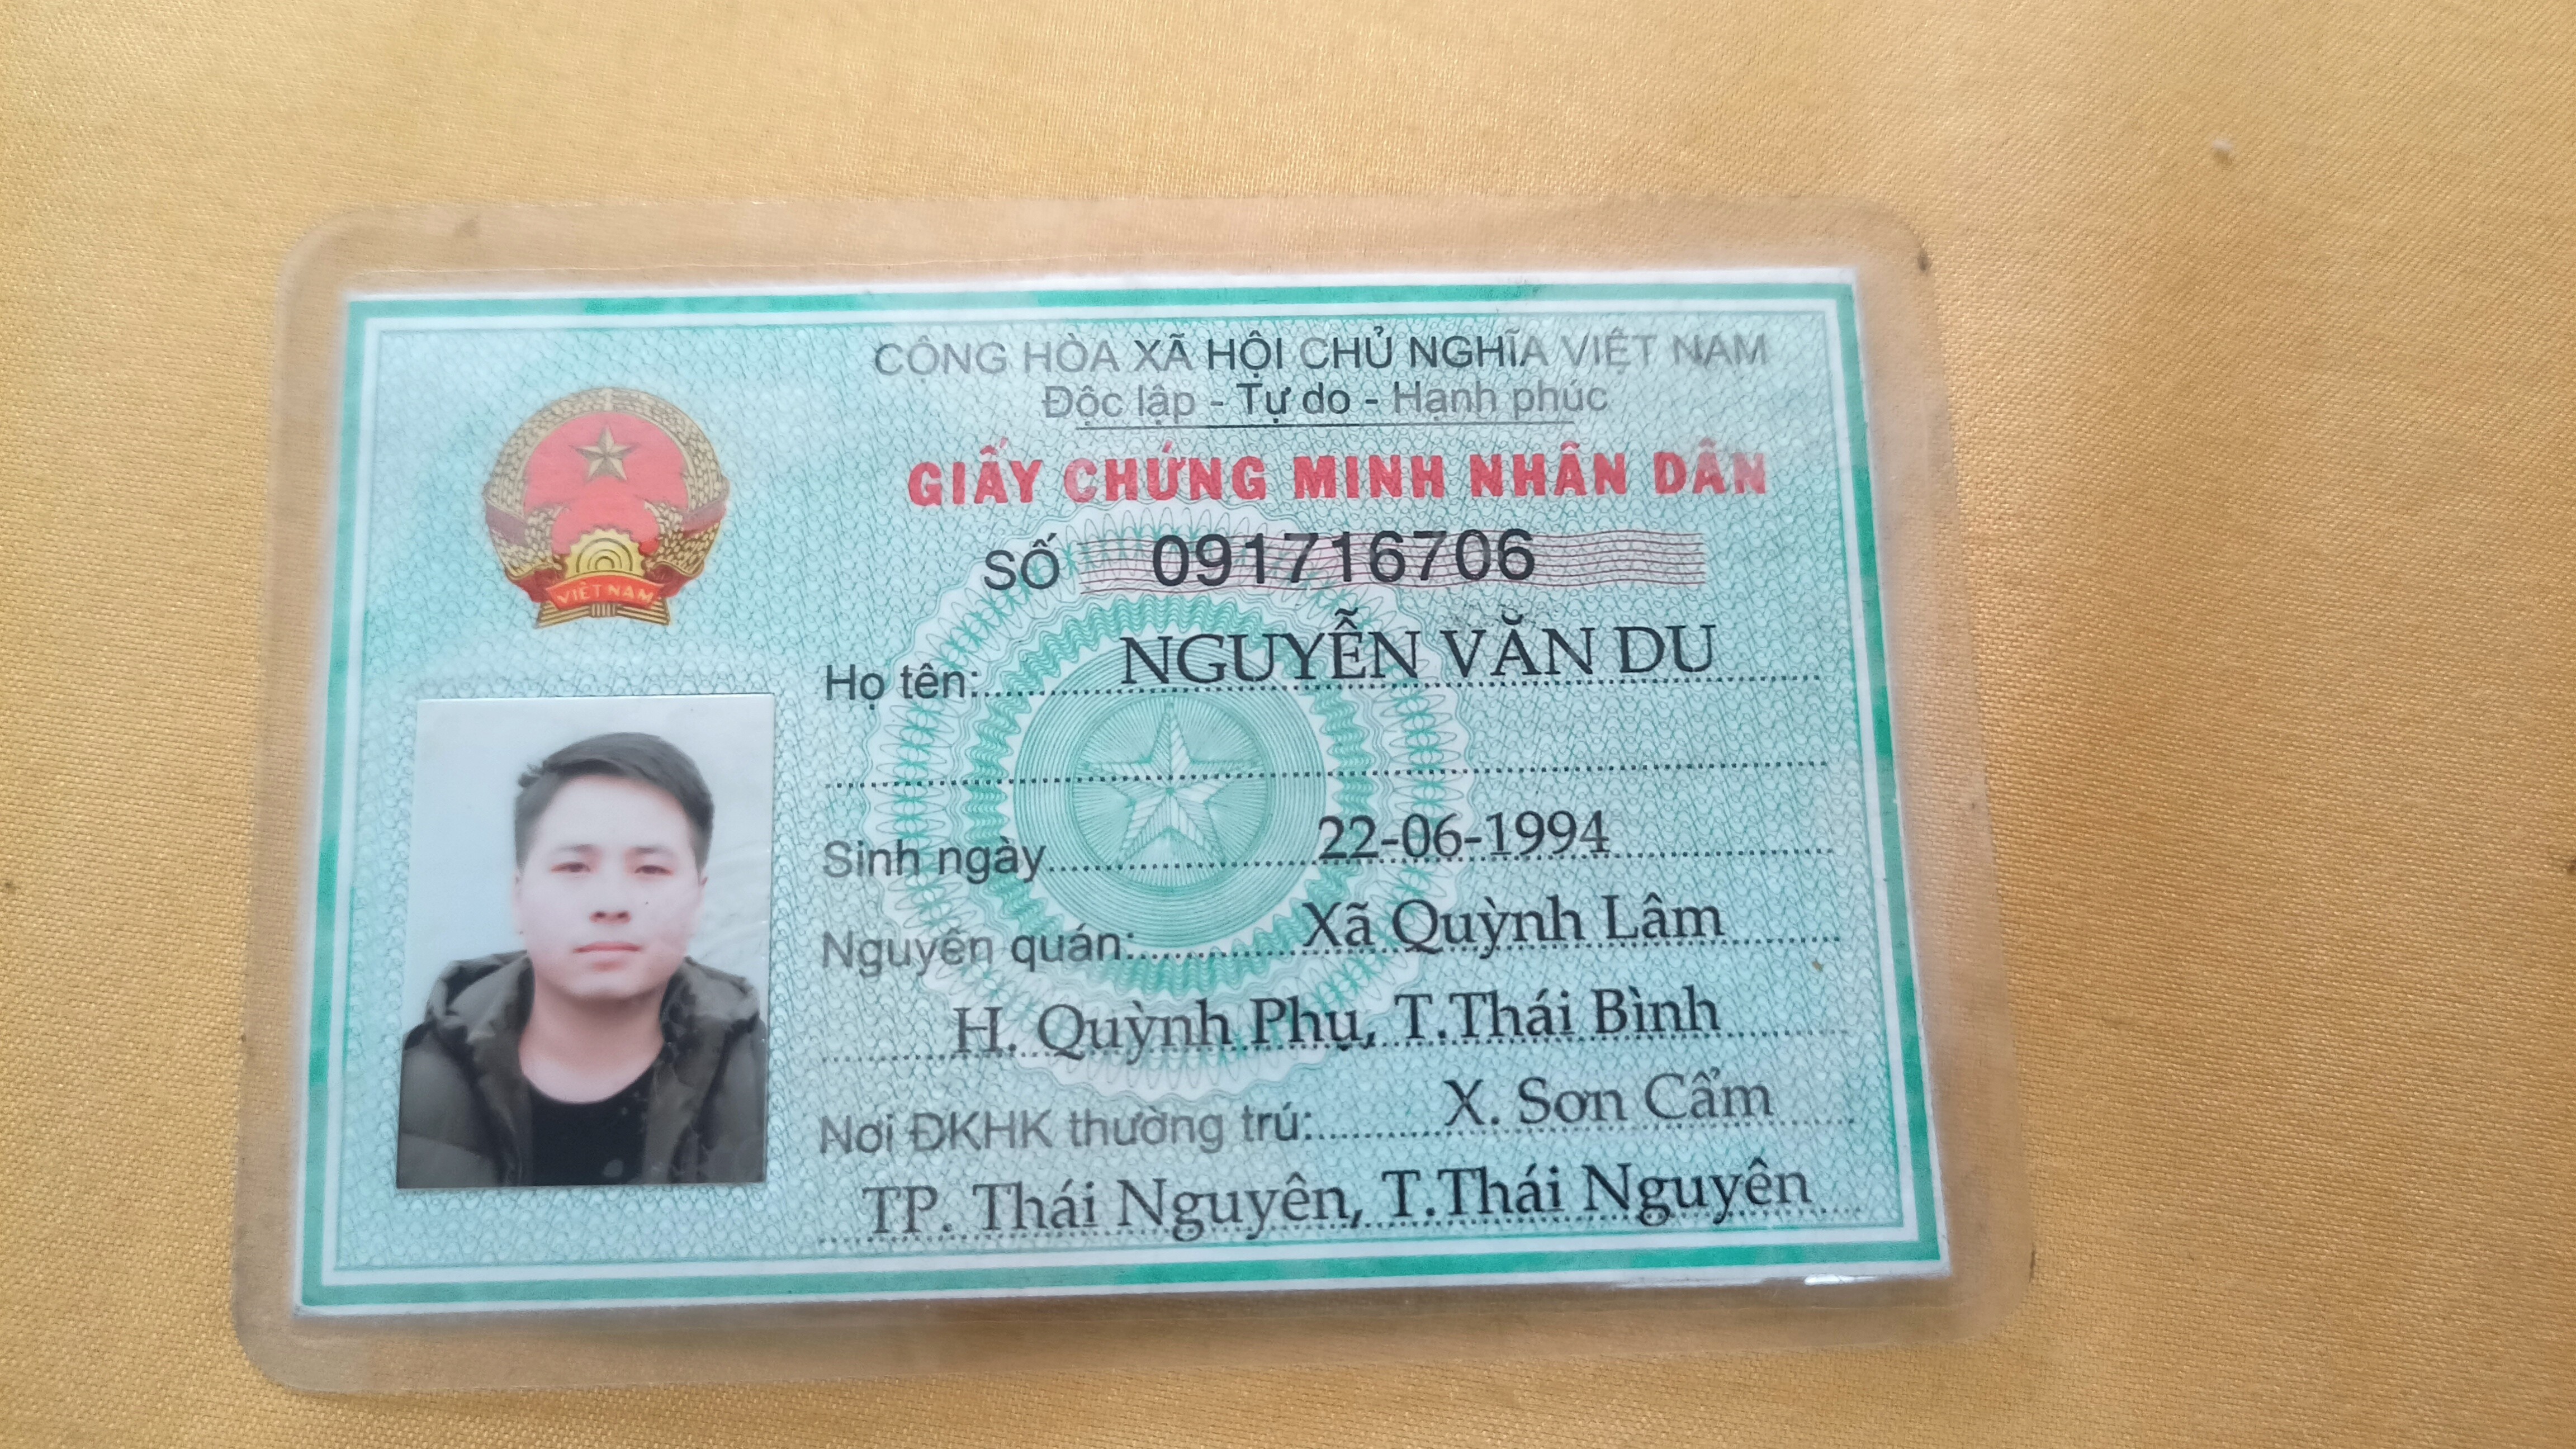 CỘNG HÒA XÃ HỘI CHỦ NGHĨA VIỆT NAM
Độc lập - Tự do - Hạnh phúc
GIẤY CHỨNG MINH NHÂN DÂN
SỐ 091716706
VIỆT NAM
Họ tên: NGUYỄN VĂN DU
Sinh ngày 22-06-1994
Nguyên quán: Xã Quỳnh Lâm
H. Quỳnh Phụ, T.Thái Bình
Nơi ĐKHK thường trú: X. Sơn Cẩm
TP. Thái Nguyên, T.Thái Nguyên